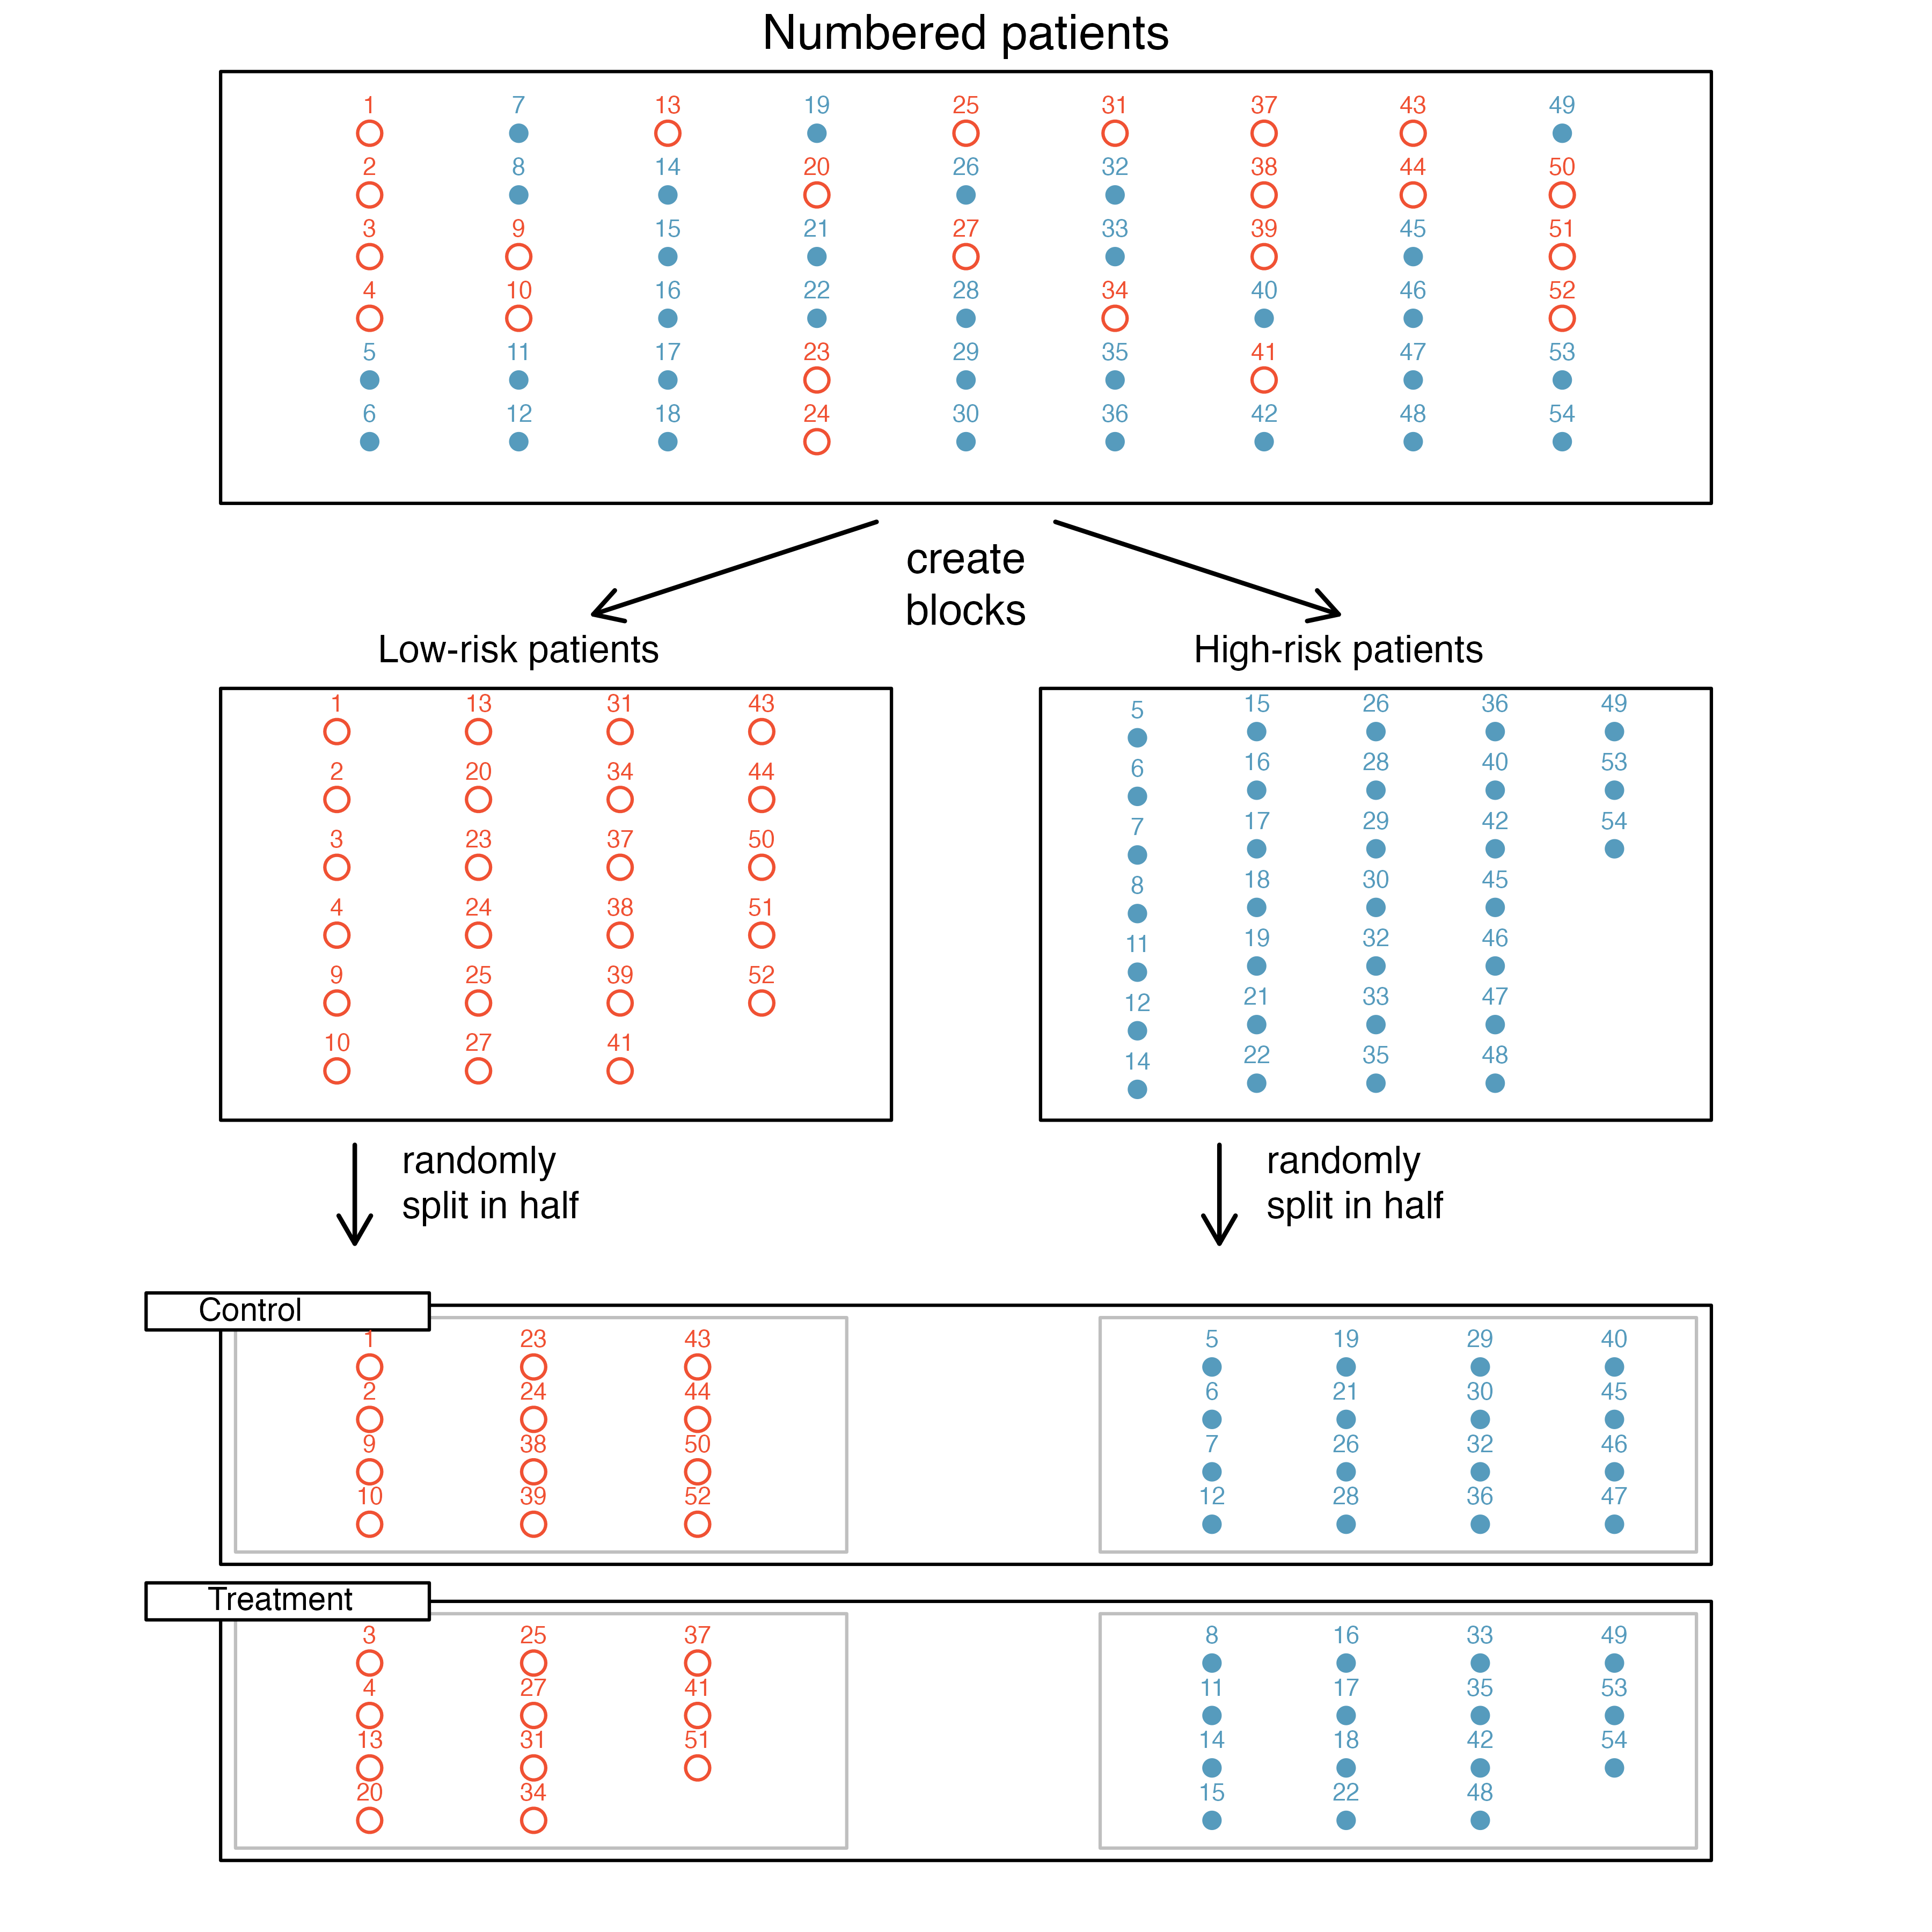 Numbered patients
1 7 13 19 25 31 37 43 49
2 8 14 20 26 32 38 44 50
3 9 15 21 27 33 39 45 51
4 10 16 22 28 34 40 46 52
5 11 17 23 29 35 41 47 53
6 12 18 24 30 36 42 48 54
create
blocks
Low-risk patients
1 13 31 43
2 20 34 44
3 23 37 50
4 24 38 51
9 25 39 52
10 27 41
High-risk patients
5 15 26 36 49
6 16 28 40 53
7 17 29 42 54
8 18 30 45
11 19 32 46
12 21 33 47
14 22 35 48
randomly
split in half
randomly
split in half
Control
1 23 43
2 24 44
9 38 50
10 39 52
5 19 29 40
6 21 30 45
7 26 32 46
12 28 36 47
Treatment
3 25 37
4 27 41
13 31 51
20 34
8 16 33 49
11 17 35 53
14 18 42 54
15 22 48